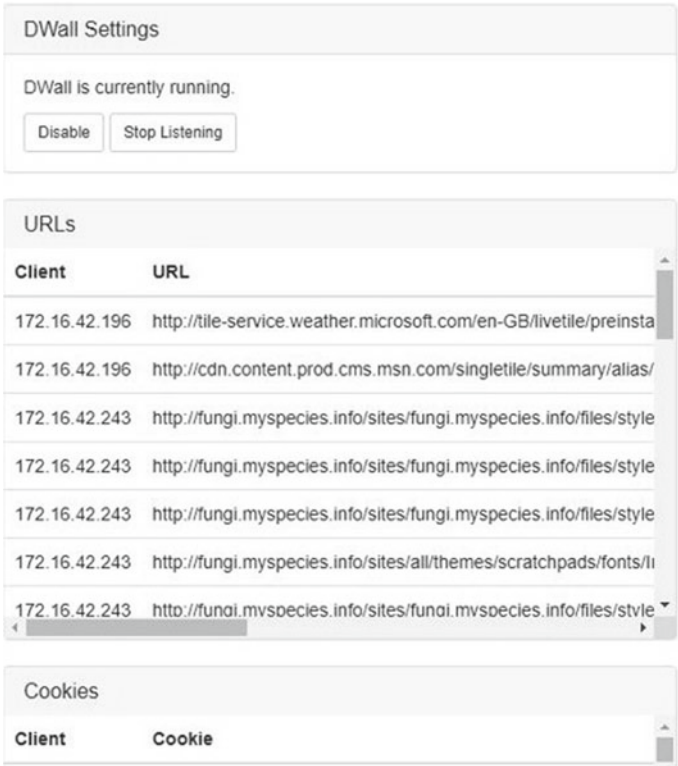 DWall Settings
DWall is currently running.
Disable Stop Listening
URLs
Client URL
172.16.42.196 http://tile-service.weather.microsoft.com/en-GB/livetile/preinsta
172.16.42.196 http://cdn.content.prod.cms.msn.com/singletile/summary/alias/
172.16.42.243 http://fungi.myspecies.info/sites/fungi.myspecies.info/files/style
172.16.42.243 http://fungi.myspecies.info/sites/fungi.myspecies.info/files/style
172.16.42.243 http://fungi.myspecies.info/sites/fungi.myspecies.info/files/style
172.16.42.243 http://fungi.myspecies.info/sites/all/themes/scratchpads/fonts/
172.16.42.243 http://fungi.myspecies.info/sites/fungi.myspecies.info/files/style
Cookies
Client Cookie